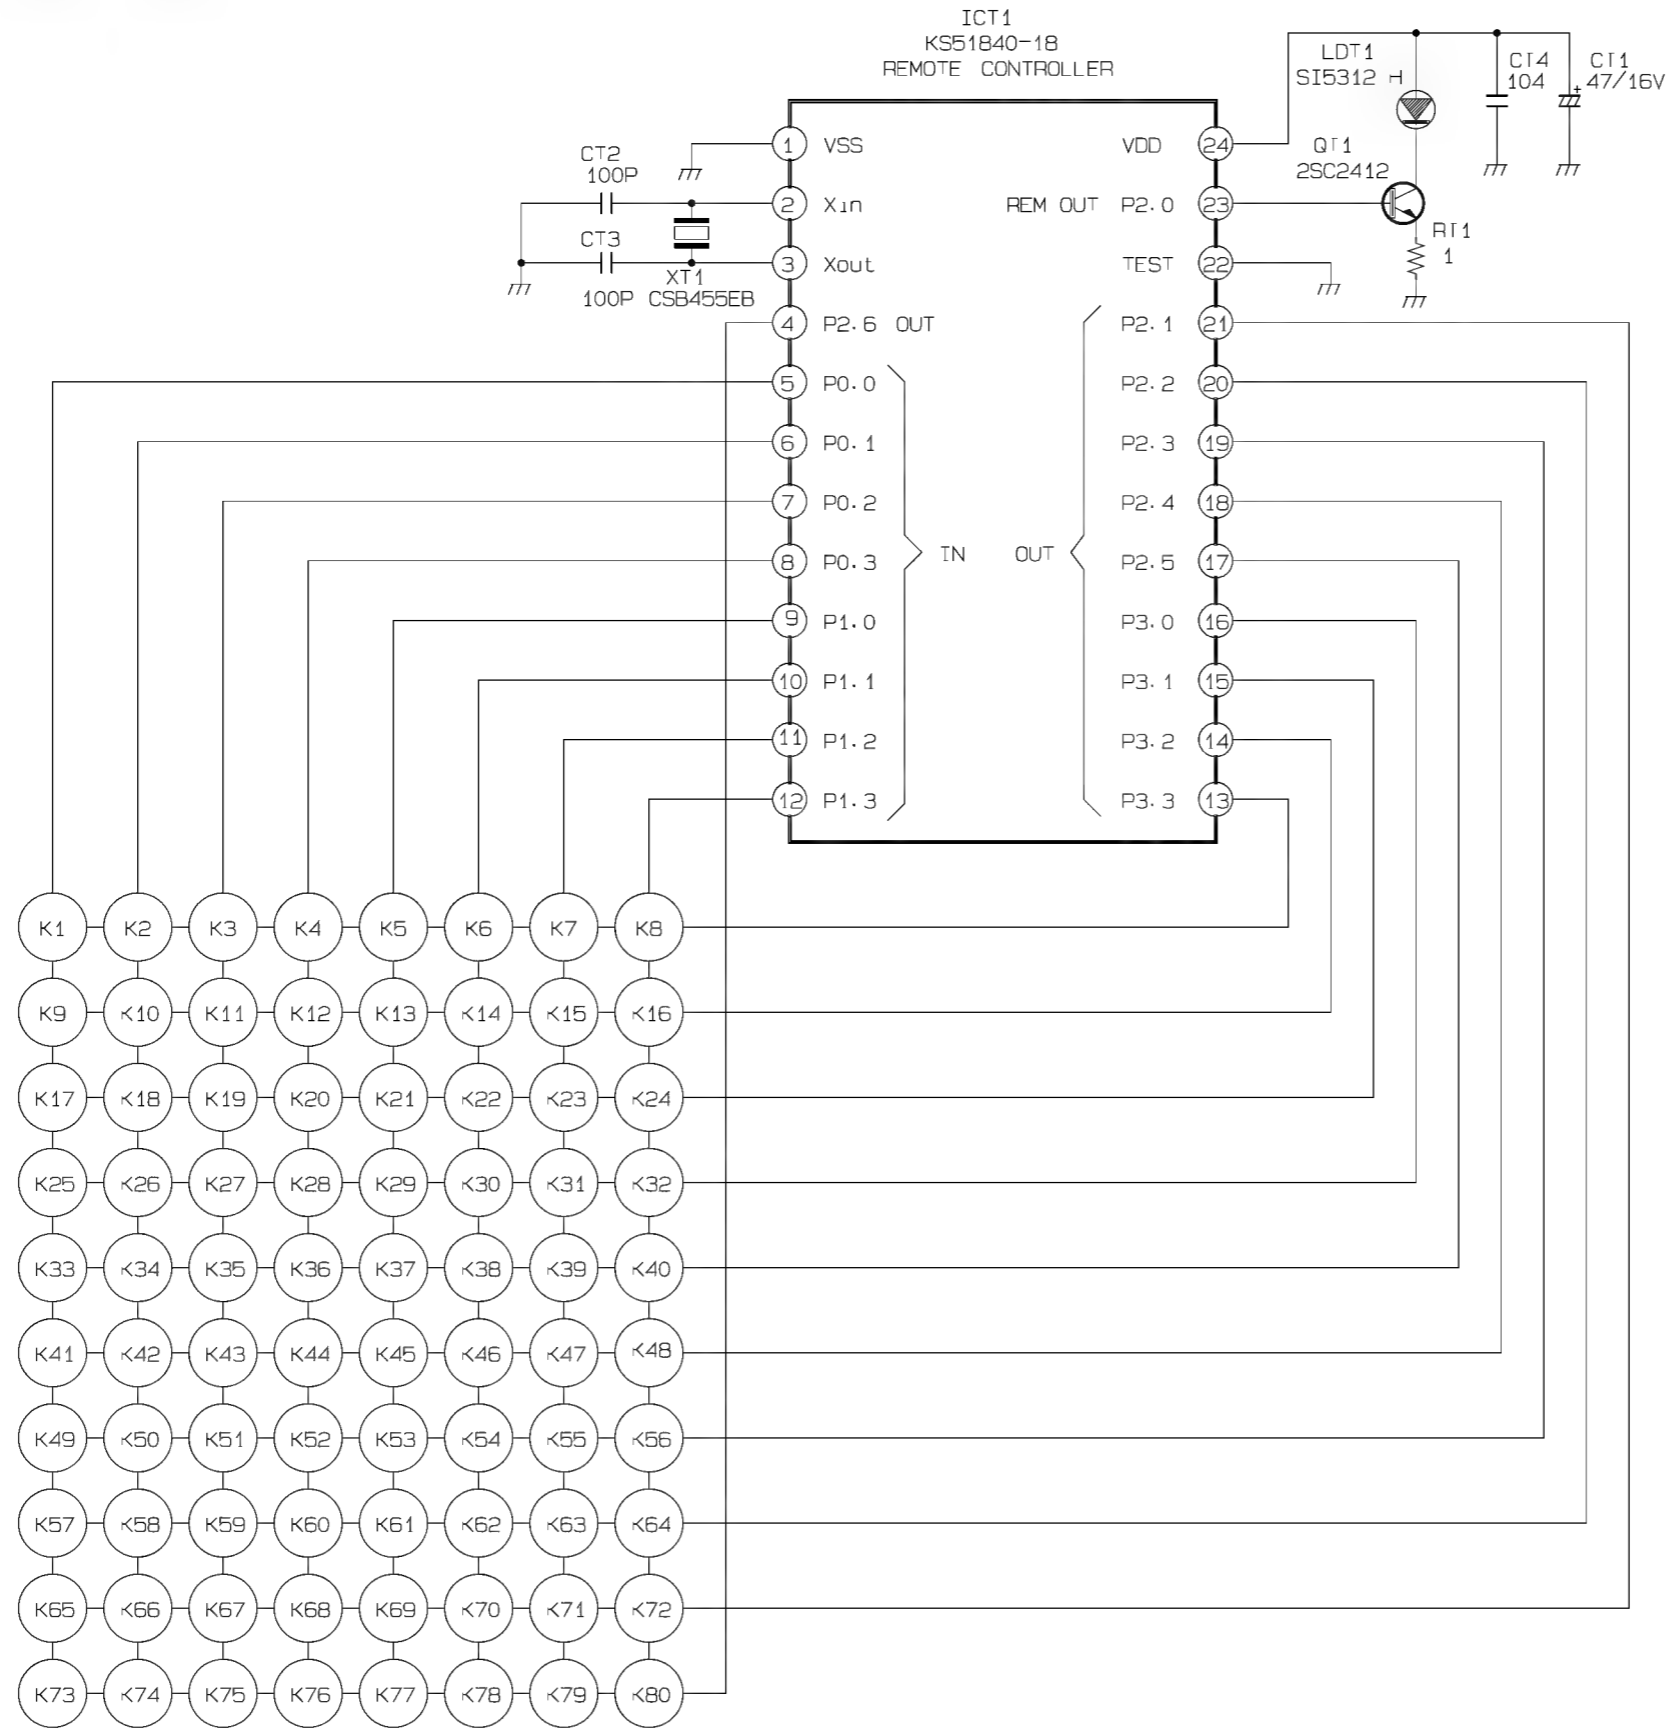 ICT1
KS51840-18
REMOTE CONTROLLER
LDT1
SI5312 H
CT4
104
CT1
+
47/16V
QT1
2SC2412
RT1
1
CT2
100P
CT3
100P
XT1
CSB455EB
1 VSS VDD 24
2 Xin REM OUT P2.0 23
3 Xout TEST 22
4 P2.6 OUT P2.1 21
5 P0.0 P2.2 20
6 P0.1 P2.3 19
7 P0.2 P2.4 18
8 P0.3 IN OUT P2.5 17
9 P1.0 P3.0 16
10 P1.1 P3.1 15
11 P1.2 P3.2 14
12 P1.3 P3.3 13
K1 K2 K3 K4 K5 K6 K7 K8
K9 K10 K11 K12 K13 K14 K15 K16
K17 K18 K19 K20 K21 K22 K23 K24
K25 K26 K27 K28 K29 K30 K31 K32
K33 K34 K35 K36 K37 K38 K39 K40
K41 K42 K43 K44 K45 K46 K47 K48
K49 K50 K51 K52 K53 K54 K55 K56
K57 K58 K59 K60 K61 K62 K63 K64
K65 K66 K67 K68 K69 K70 K71 K72
K73 K74 K75 K76 K77 K78 K79 K80